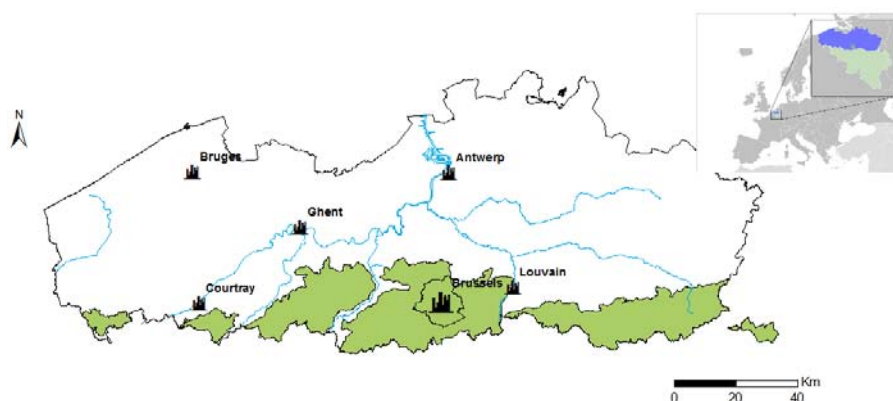 N
Bruges
Antwerp
Ghent
Courtray
Brussels
Louvain
Km
0 20 40